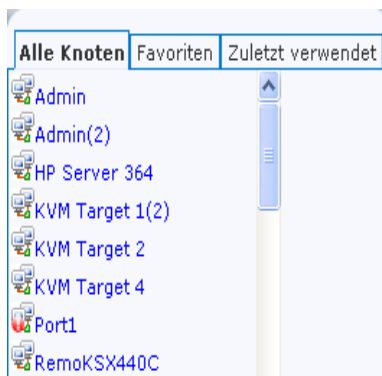 Alle Knoten Favoriten Zuletzt verwendet
Admin
Admin(2)
HP Server 364
KVM Target 1(2)
KVM Target 2
KVM Target 4
Port1
RemoKSX440C